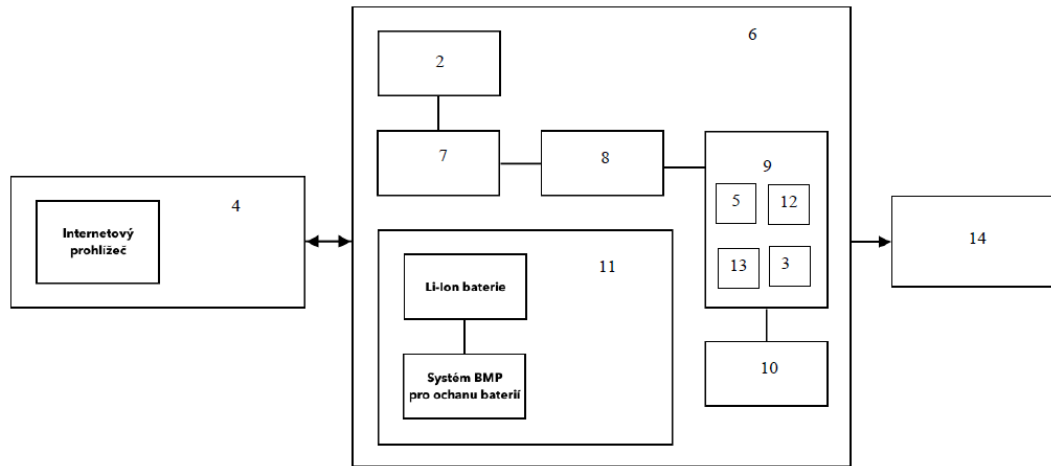 6
2
7
8
9
5
12
13
3
4
Internetový
prohlížeč
14
11
Li-Ion baterie
Systém BMP
pro ochanu baterií
10